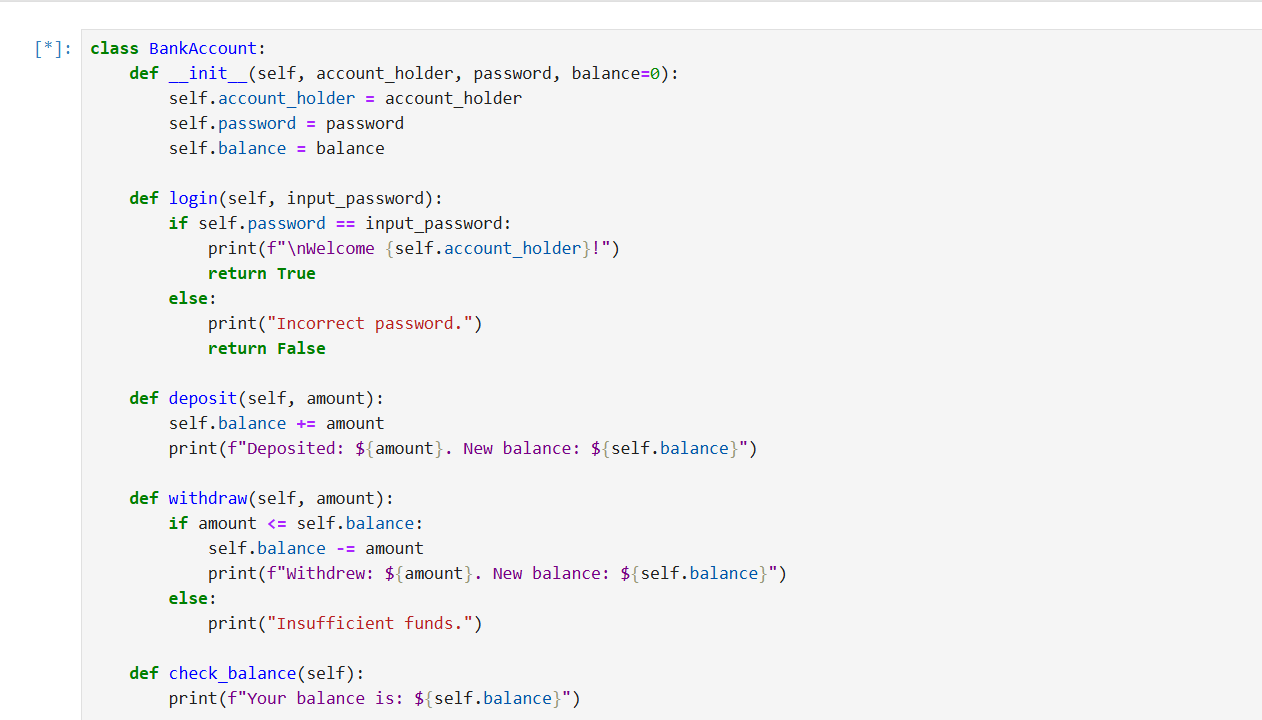 [*]:
class BankAccount:
    def __init__(self, account_holder, password, balance=0):
        self.account_holder = account_holder
        self.password = password
        self.balance = balance

    def login(self, input_password):
        if self.password == input_password:
            print(f"\nWelcome {self.account_holder}!")
            return True
        else:
            print("Incorrect password.")
            return False

    def deposit(self, amount):
        self.balance += amount
        print(f"Deposited: ${amount}. New balance: ${self.balance}")

    def withdraw(self, amount):
        if amount <= self.balance:
            self.balance -= amount
            print(f"Withdrew: ${amount}. New balance: ${self.balance}")
        else:
            print("Insufficient funds.")

    def check_balance(self):
        print(f"Your balance is: ${self.balance}")